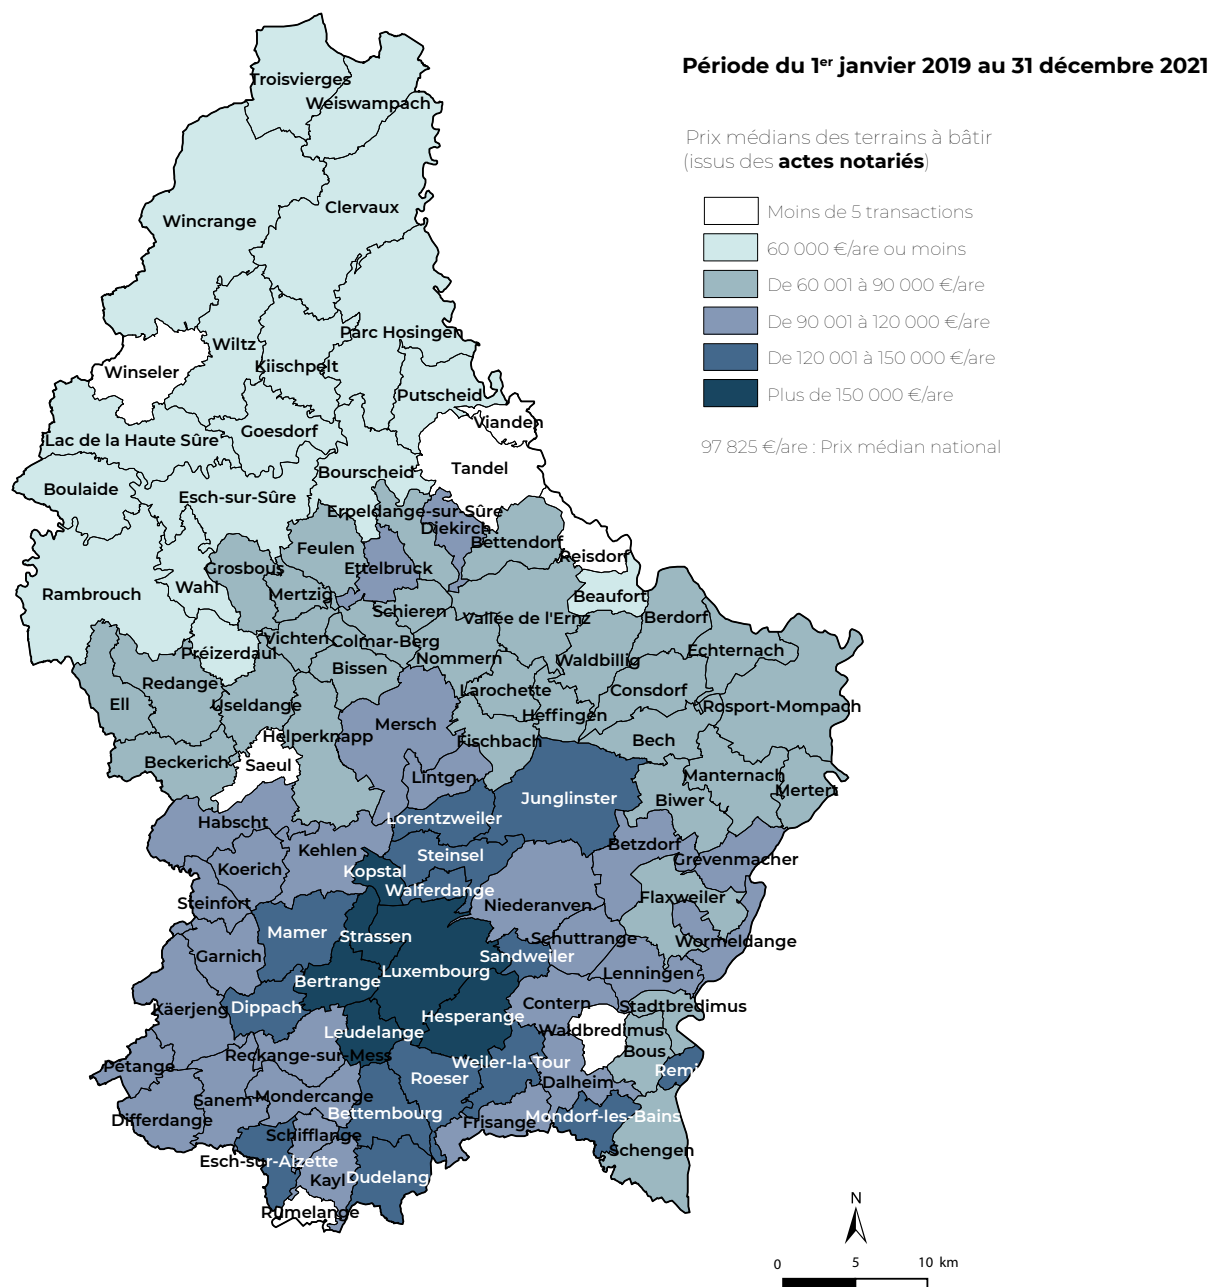 Période du 1er janvier 2019 au 31 décembre 2021
Prix médians des terrains à bâtir
(issus des actes notariés)
Moins de 5 transactions
60 000 €/are ou moins
De 60 001 à 90 000 €/are
De 90 001 à 120 000 €/are
De 120 001 à 150 000 €/are
Plus de 150 000 €/are
97 825 €/are : Prix médian national
Troisvierges
Weiswampach
Wincrange
Clervaux
Parc Hosingen
Wiltz
Winseler
Kiischpelt
Putscheid
Vianden
Goesdorf
Lac de la Haute Sûre
Tandel
Bourscheid
Boulaide
Esch-sur-Sûre
Erpeldange-sur-Sûre
Diekirch
Bettendorf
Feulen
Reisdorf
Grosbous
Ettelbruck
Wahl
Rambrouch
Mertzig
Beaufort
Schieren
Vallée de l'Ernz
Berdorf
Vichten
Colmar-Berg
Echternach
Préizerdaul
Nommern
Waldbillig
Bissen
Redange
Larochette
Consdorf
Ell
Useldange
Heffingen
Rosport-Mompach
Mersch
Helperknapp
Fischbach
Bech
Beckerich
Saeul
Lintgen
Manternach
Mertert
Junglinster
Biwer
Habscht
Lorentzweiler
Betzdorf
Kehlen
Steinsel
Grevenmacher
Koerich
Kopstal
Walferdange
Flaxweiler
Steinfort
Niederanven
Mamer
Strassen
Schuttrange
Wormeldange
Garnich
Sandweiler
Luxembourg
Lenningen
Bertrange
Contern
Stadtbredimus
Käerjeng
Dippach
Hesperange
Waldbredimus
Leudelange
Bous
Reckange-sur-Mess
Weiler-la-Tour
Petange
Remi
Roeser
Dalheim
Sanem
Mondercange
Bettembourg
Mondorf-les-Bains
Differdange
Frisange
Schifflange
Schengen
Esch-sur-Alzette
Kayl
Dudelang
Rumelange
N
0 5 10 km